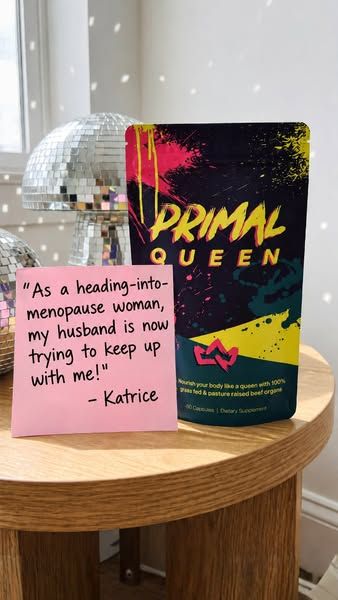 PRIMAL
QUEEN
"As a heading-into-
menopause woman,
my husband is now
trying to keep up
with me!"
– Katrice
Nourish your body like a queen with 100%
grass fed & pasture raised beef organs
60 Capsules | Dietary Supplement